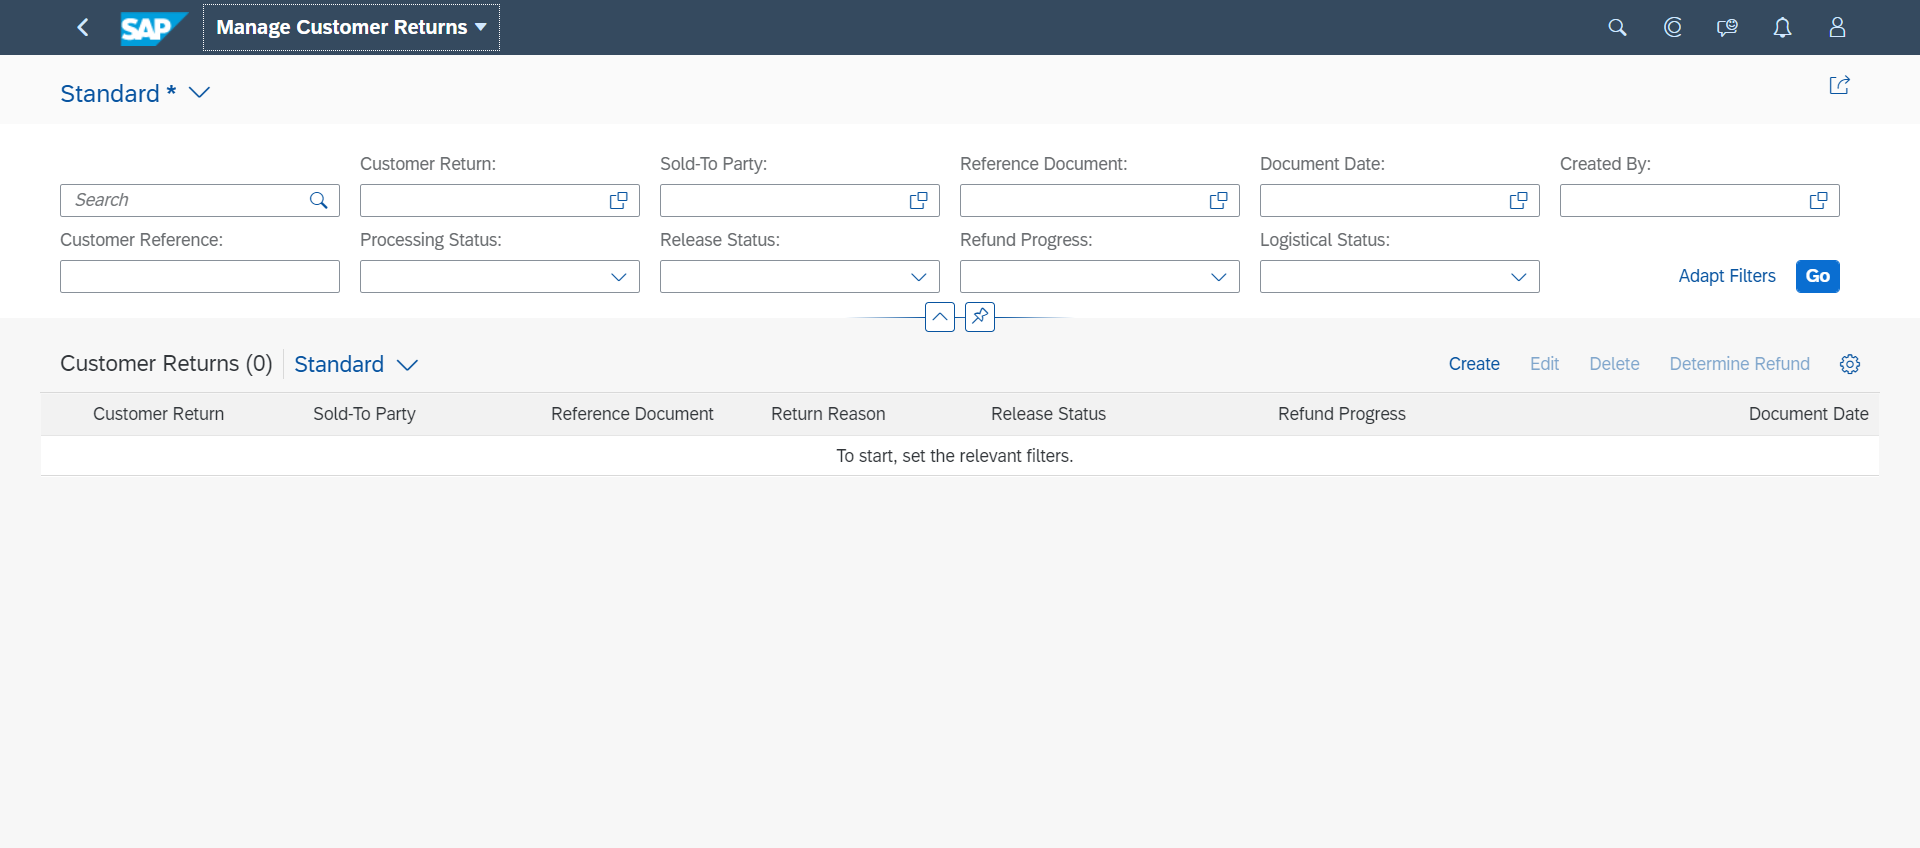 SAP Manage Customer Returns
Standard *
Customer Return: Sold-To Party: Reference Document: Document Date: Created By:
Search
Customer Reference: Processing Status: Release Status: Refund Progress: Logistical Status:
Adapt Filters Go
Customer Returns (0) Standard Create Edit Delete Determine Refund
Customer Return Sold-To Party Reference Document Return Reason Release Status Refund Progress Document Date
To start, set the relevant filters.